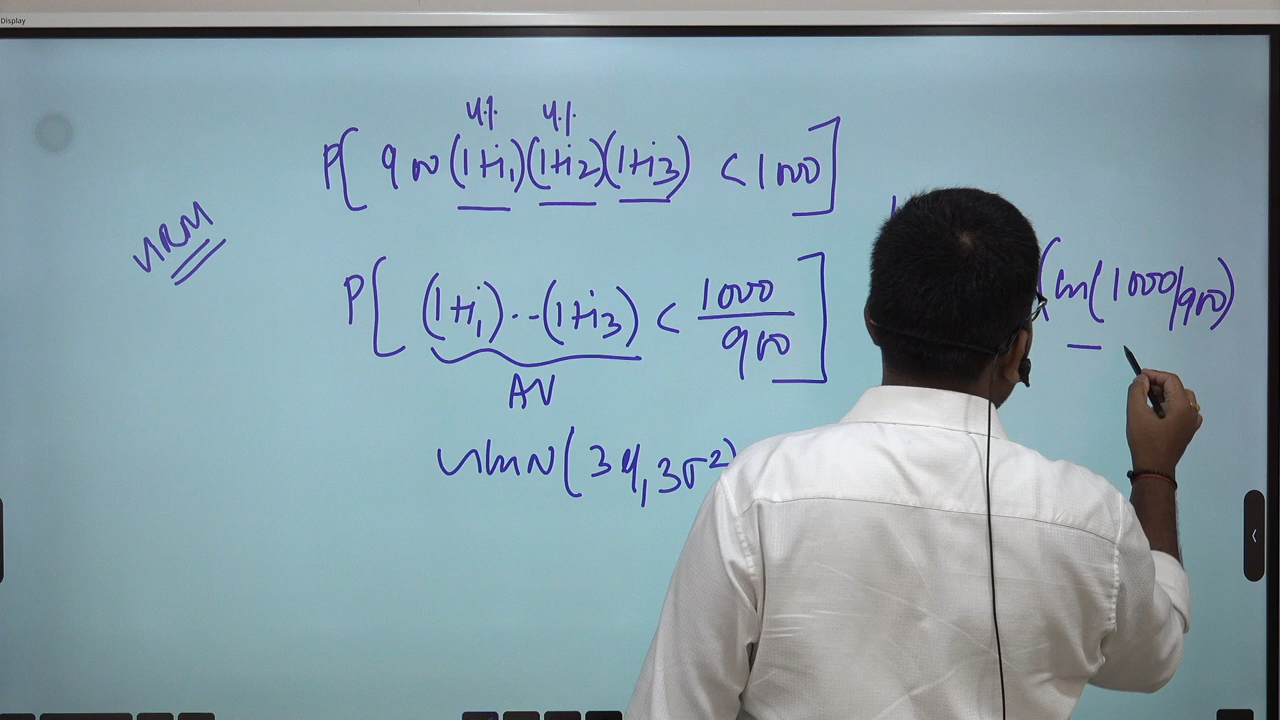 Display
4% 4%
P[ 900 (1+i₁)(1+i₂)(1+i₃) < 1000 ]
VRM
P[ (1+i₁)...(1+i₃) < 1000/900 ]
(ln(1000/900)
AV
~lnN(3μ, 3σ²)